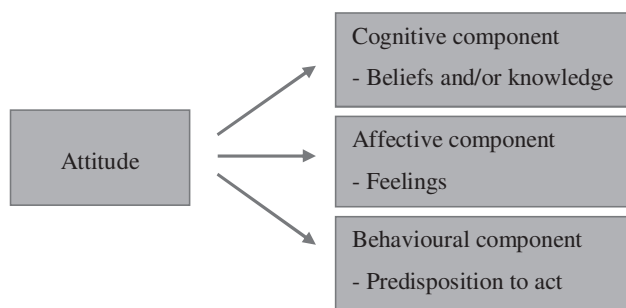 Attitude
Cognitive component
- Beliefs and/or knowledge
Affective component
- Feelings
Behavioural component
- Predisposition to act